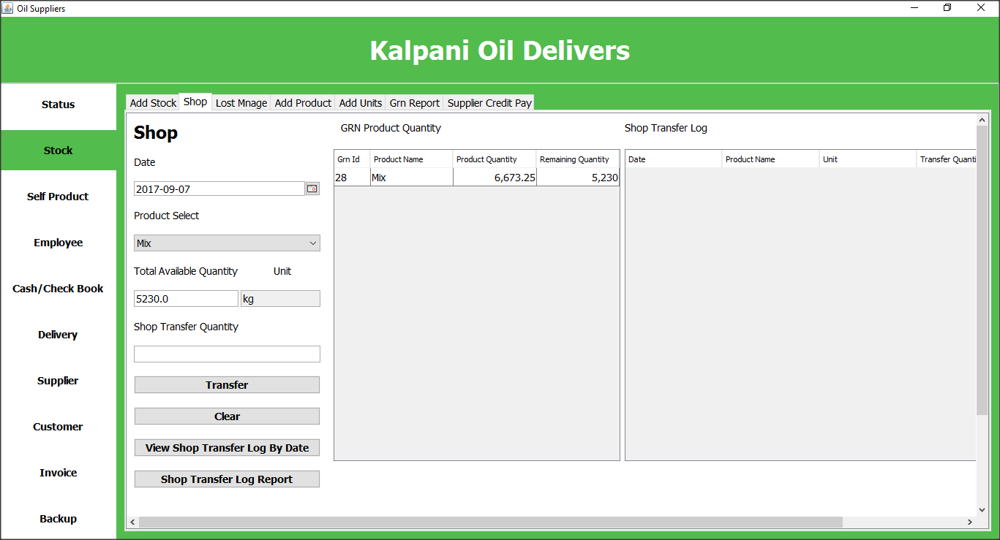 Oil Suppliers
Kalpani Oil Delivers
Status
Stock
Self Product
Employee
Cash/Check Book
Delivery
Supplier
Customer
Invoice
Backup
Add Stock Shop Lost Mnage Add Product Add Units Grn Report Supplier Credit Pay
Shop
Date
2017-09-07
Product Select
Mix
Total Available Quantity Unit
5230.0 kg
Shop Transfer Quantity
Transfer
Clear
View Shop Transfer Log By Date
Shop Transfer Log Report
GRN Product Quantity
Grn Id Product Name Product Quantity Remaining Quantity
28 Mix 6,673.25 5,230
Shop Transfer Log
Date Product Name Unit Transfer Quanti